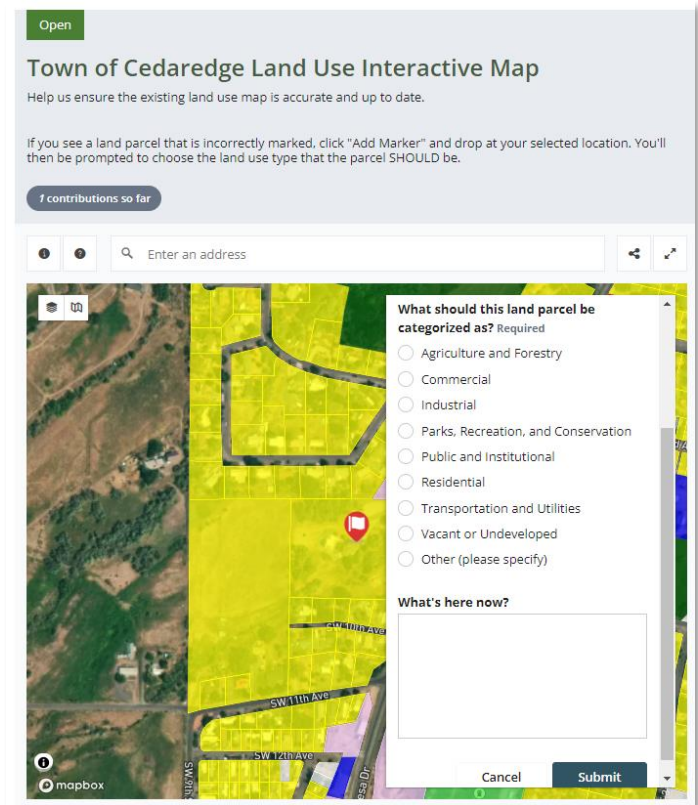 Open
Town of Cedaredge Land Use Interactive Map
Help us ensure the existing land use map is accurate and up to date.
If you see a land parcel that is incorrectly marked, click "Add Marker" and drop at your selected location. You'll
then be prompted to choose the land use type that the parcel SHOULD be.
1 contributions so far
Enter an address
What should this land parcel be
categorized as? Required
Agriculture and Forestry
Commercial
Industrial
Parks, Recreation, and Conservation
Public and Institutional
Residential
Transportation and Utilities
Vacant or Undeveloped
Other (please specify)
What's here now?
SW 10th Ave
SW 11th Ave
SW 12th Ave
SW 9th
esa Dr
mapbox
Cancel
Submit